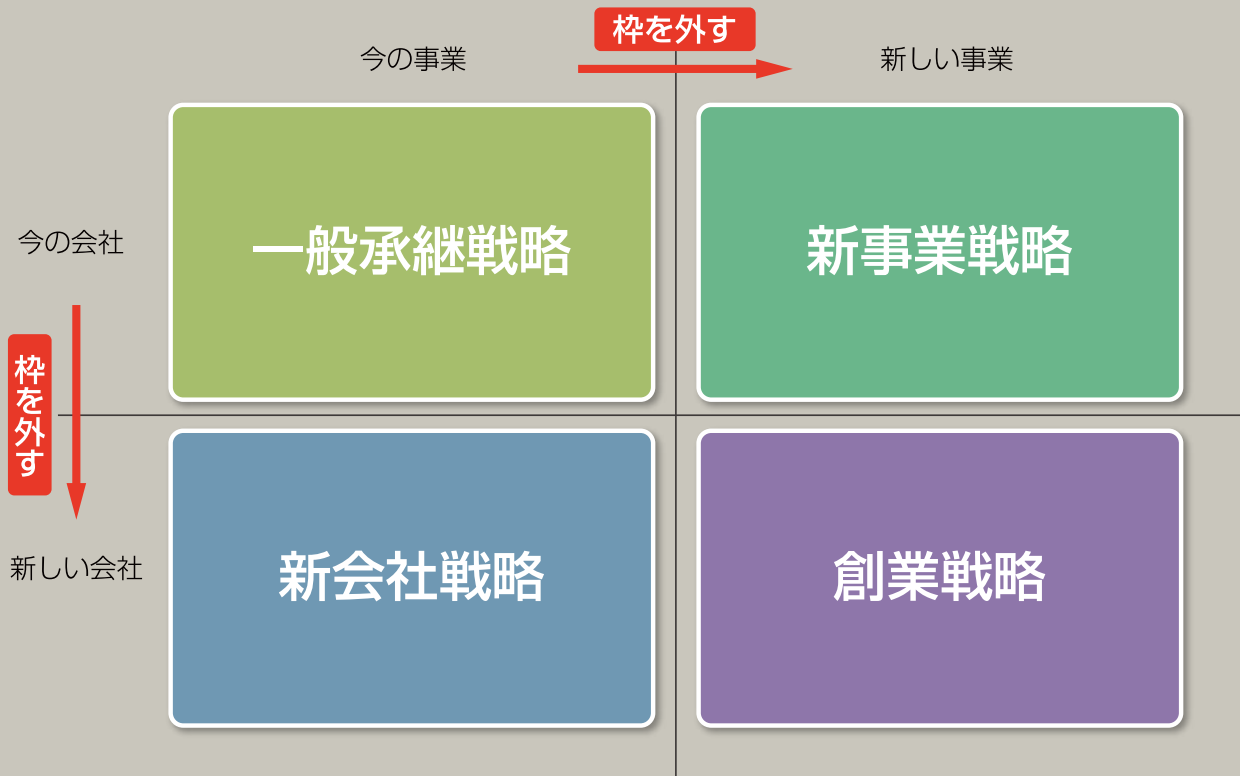 枠を外す
今の事業
新しい事業
今の会社
一般承継戦略
新事業戦略
枠を外す
新しい会社
新会社戦略
創業戦略